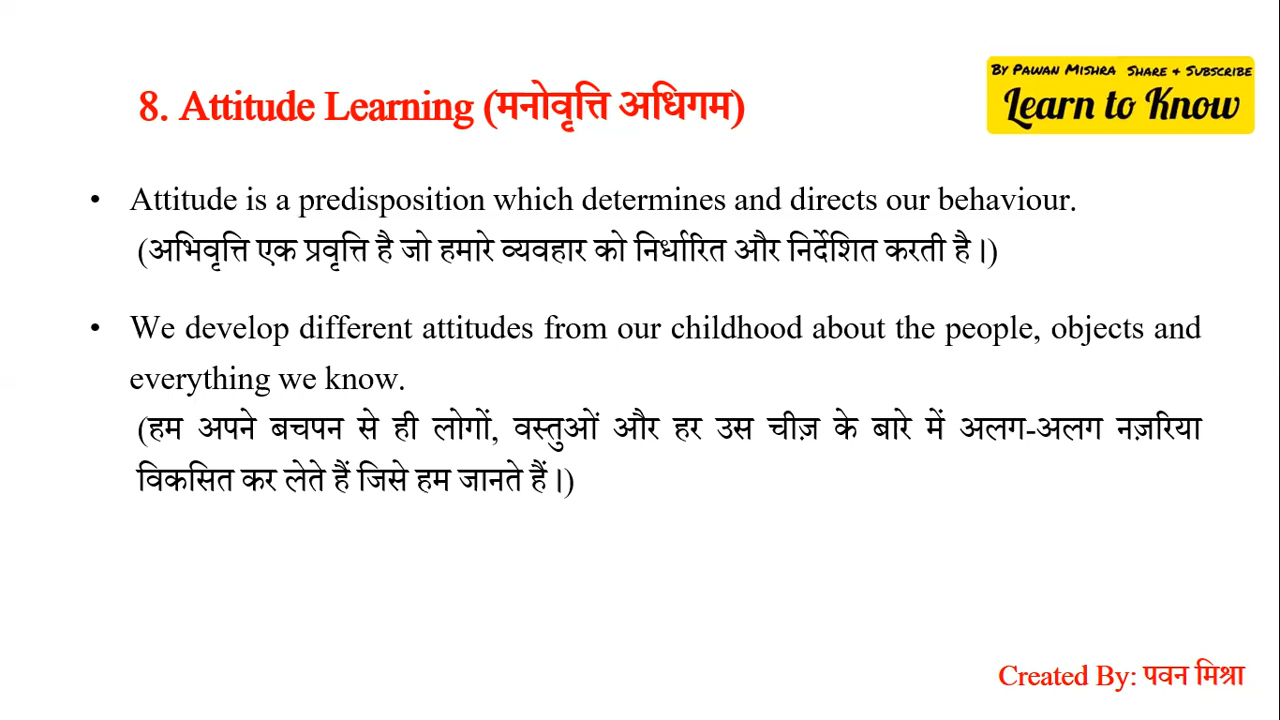 By Pawan Mishra Share + Subscribe
Learn to Know
8. Attitude Learning (मनोवृत्ति अधिगम)
• Attitude is a predisposition which determines and directs our behaviour.
(अभिवृत्ति एक प्रवृत्ति है जो हमारे व्यवहार को निर्धारित और निर्देशित करती है।)
• We develop different attitudes from our childhood about the people, objects and
everything we know.
(हम अपने बचपन से ही लोगों, वस्तुओं और हर उस चीज़ के बारे में अलग-अलग नज़रिया
विकसित कर लेते हैं जिसे हम जानते हैं।)
Created By: पवन मिश्रा